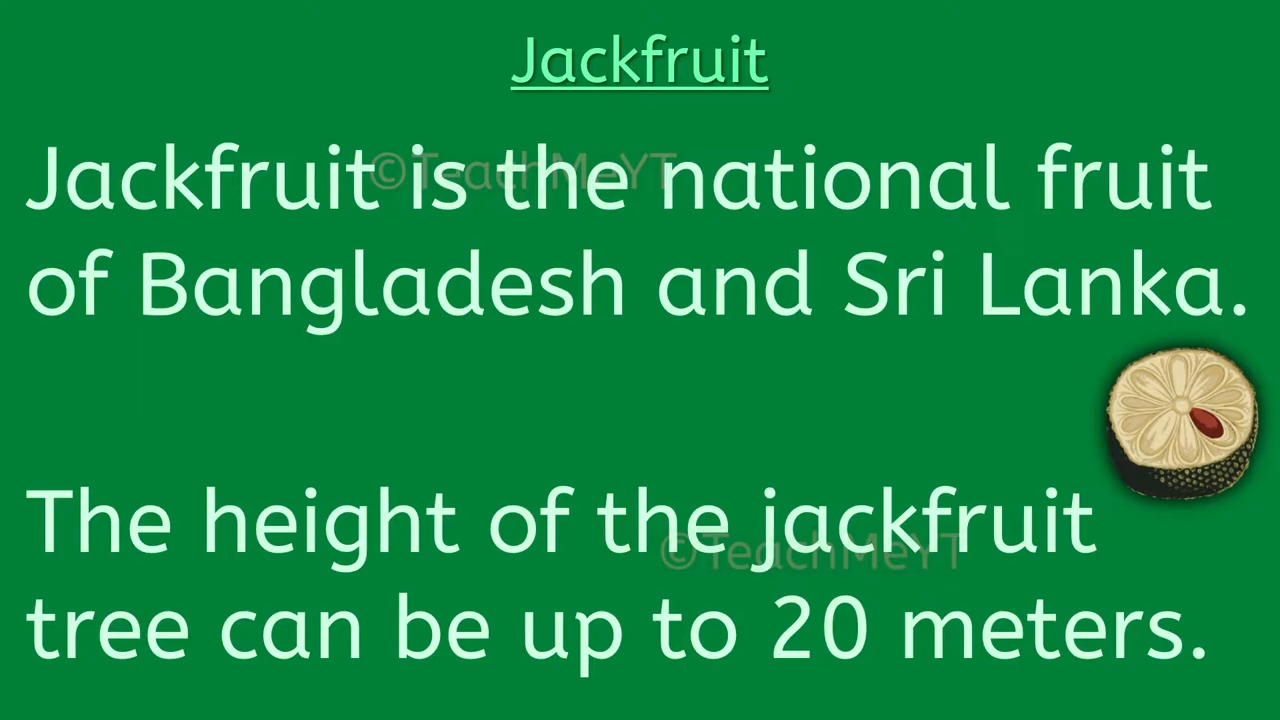 Jackfruit
Jackfruit is the national fruit
of Bangladesh and Sri Lanka.
The height of the jackfruit
tree can be up to 20 meters.
©TeachMeYT
©TeachMeYT